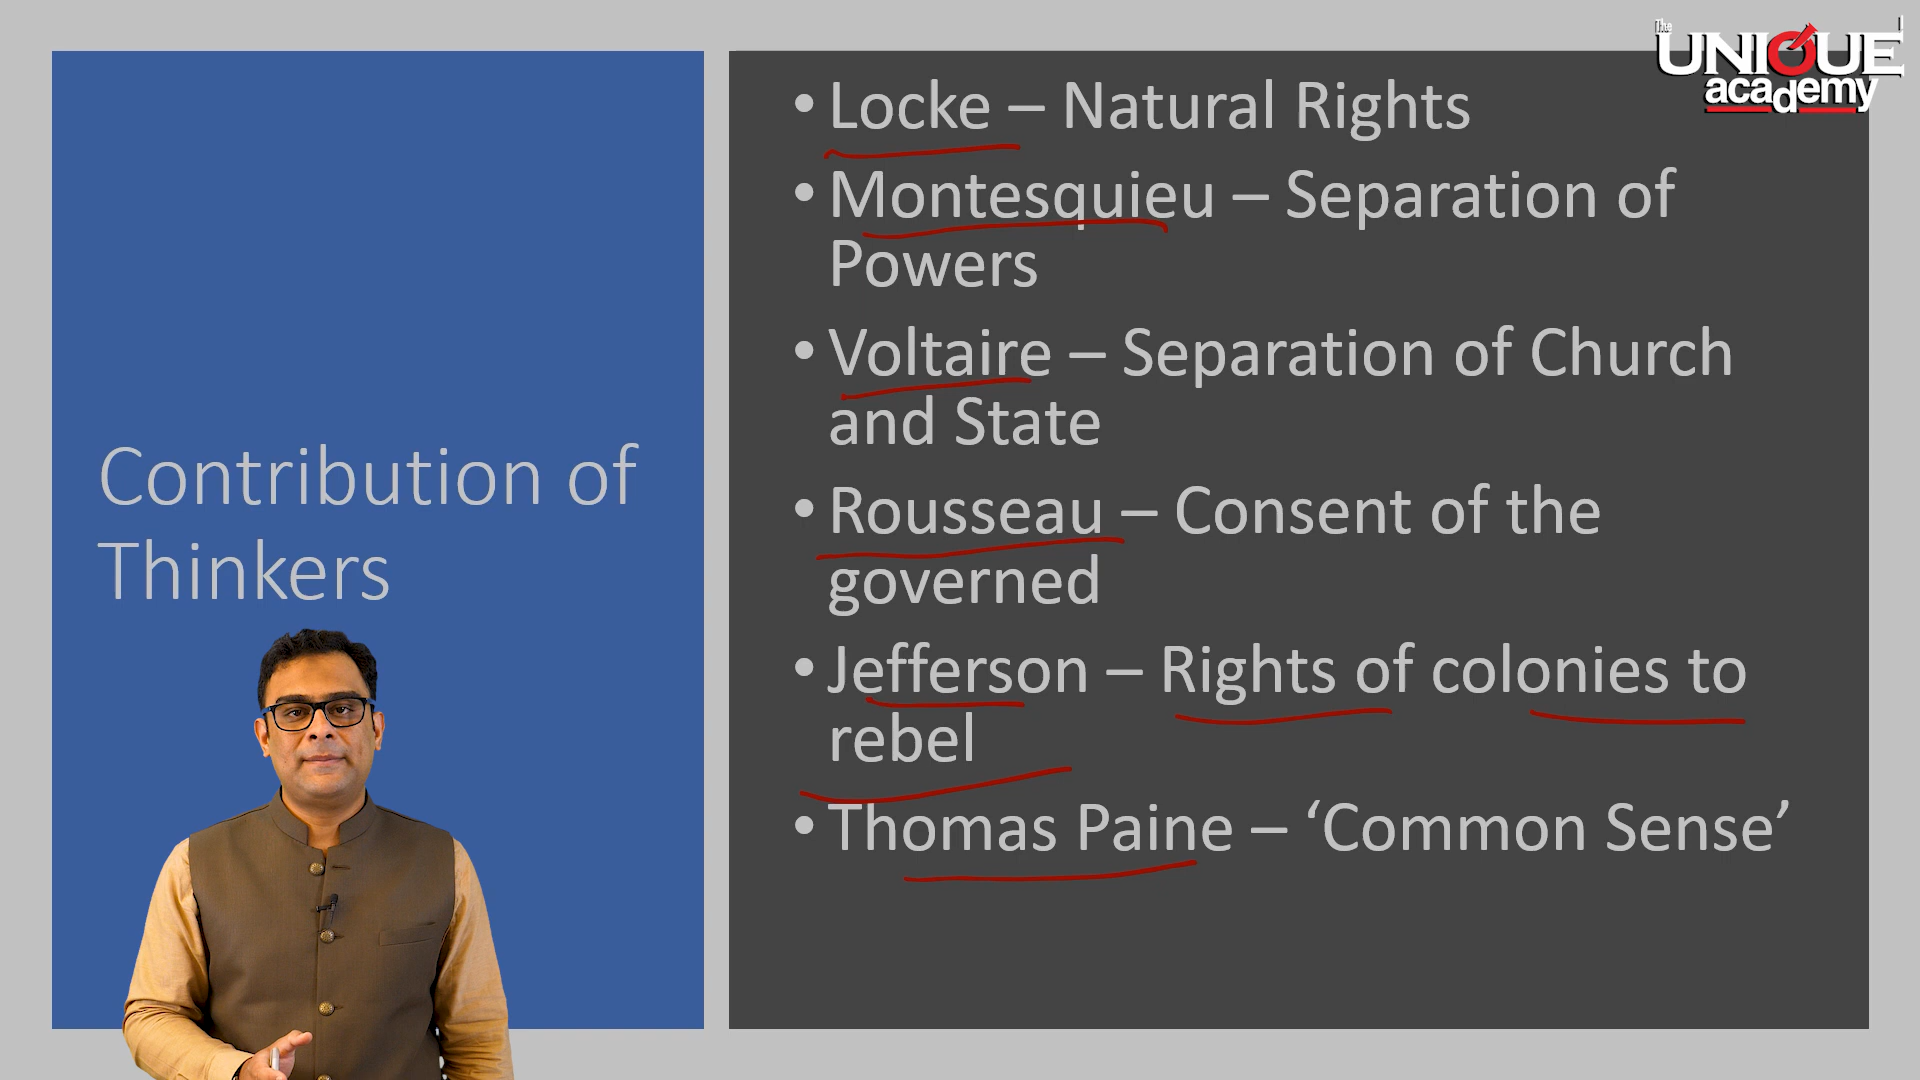 The
UNIQUE
academy
• Locke – Natural Rights
• Montesquieu – Separation of
Powers
• Voltaire – Separation of Church
and State
• Rousseau – Consent of the
governed
• Jefferson – Rights of colonies to
rebel
• Thomas Paine – ‘Common Sense’
Contribution of
Thinkers